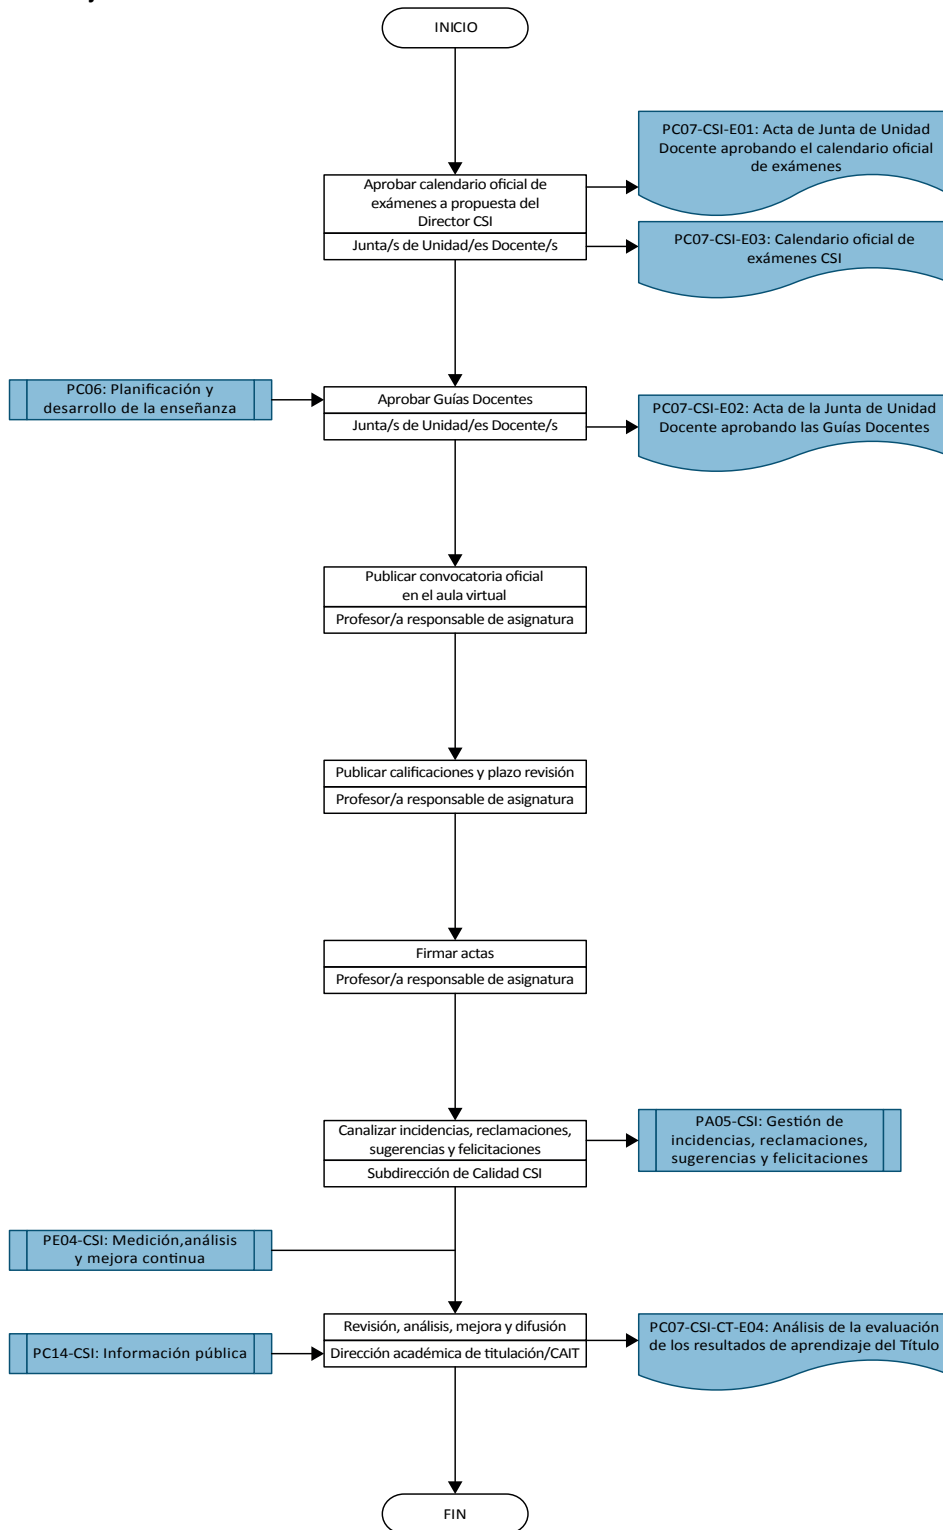 INICIO
PC07-CSI-E01: Acta de Junta de Unidad
Docente aprobando el calendario oficial
de exámenes
Aprobar calendario oficial de
exámenes a propuesta del
Director CSI
Junta/s de Unidad/es Docente/s
PC07-CSI-E03: Calendario oficial de
exámenes CSI
PC06: Planificación y
desarrollo de la enseñanza
Aprobar Guías Docentes
Junta/s de Unidad/es Docente/s
PC07-CSI-E02: Acta de la Junta de Unidad
Docente aprobando las Guías Docentes
Publicar convocatoria oficial
en el aula virtual
Profesor/a responsable de asignatura
Publicar calificaciones y plazo revisión
Profesor/a responsable de asignatura
Firmar actas
Profesor/a responsable de asignatura
Canalizar incidencias, reclamaciones,
sugerencias y felicitaciones
Subdirección de Calidad CSI
PA05-CSI: Gestión de
incidencias, reclamaciones,
sugerencias y felicitaciones
PE04-CSI: Medición,análisis
y mejora continua
Revisión, análisis, mejora y difusión
Dirección académica de titulación/CAIT
PC14-CSI: Información pública
PC07-CSI-CT-E04: Análisis de la evaluación
de los resultados de aprendizaje del Título
FIN